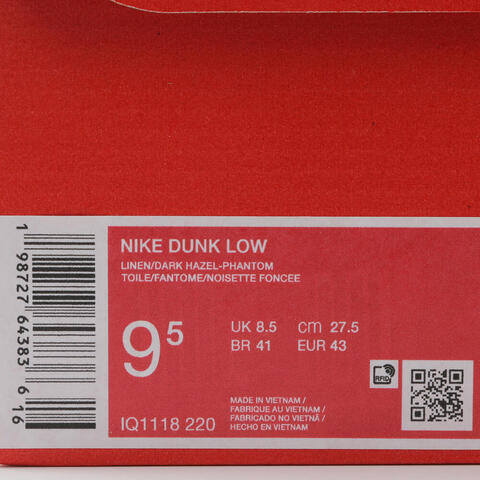 NIKE DUNK LOW
LINEN/DARK HAZEL-PHANTOM
TOILE/FANTOME/NOISETTE FONCEE
9 5
UK 8.5 cm 27.5
BR 41 EUR 43
IQ1118 220
MADE IN VIETNAM /
FABRIQUE AU VIETNAM /
FABRICADO NO VIETNÃ /
HECHO EN VIETNAM
RFID
1 98727 64383 6 16